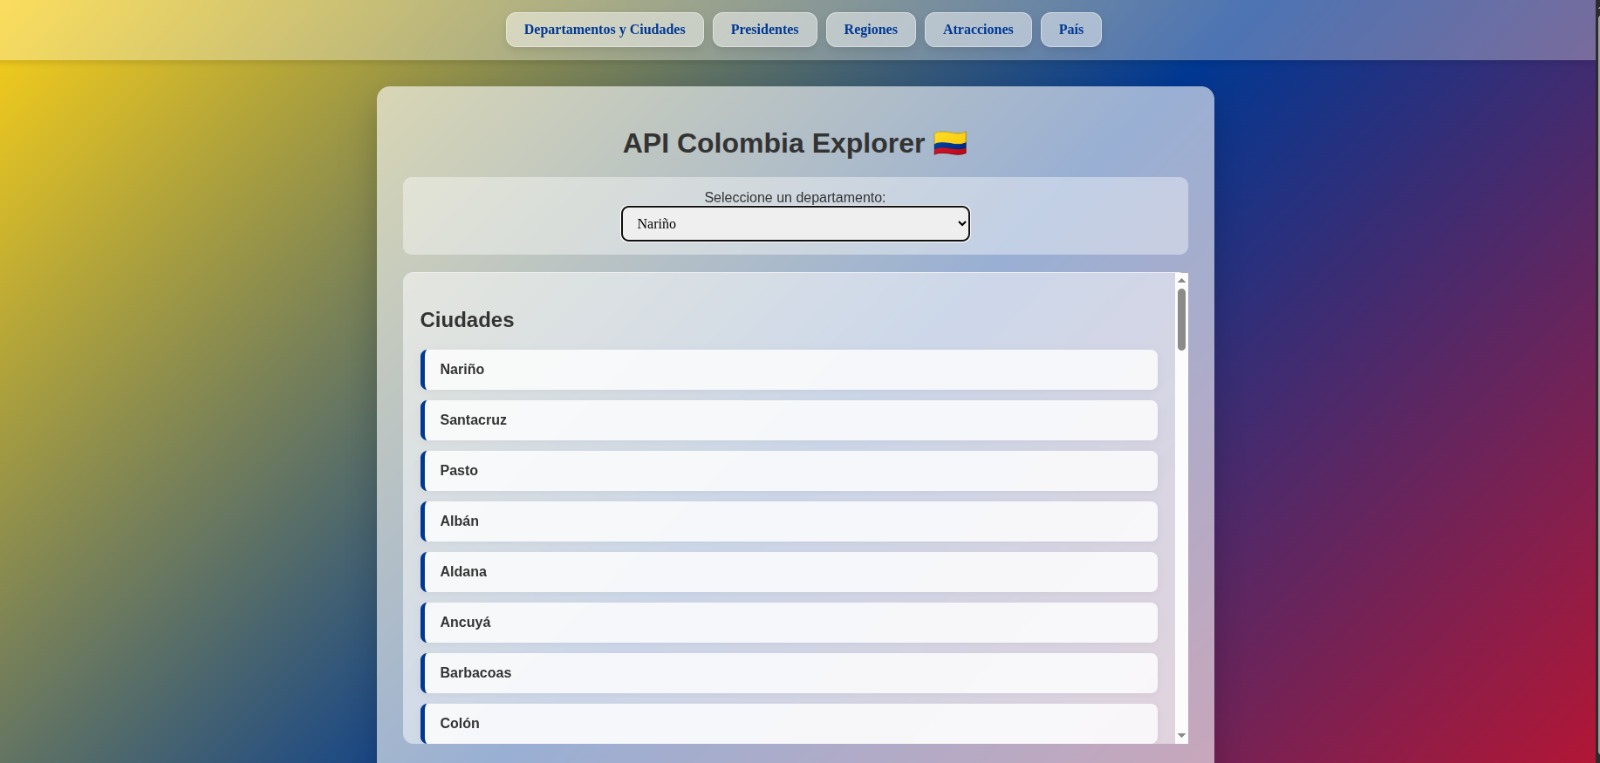 Departamentos y Ciudades Presidentes Regiones Atracciones País
API Colombia Explorer 🇨🇴
Seleccione un departamento:
Nariño
Ciudades
Nariño
Santacruz
Pasto
Albán
Aldana
Ancuyá
Barbacoas
Colón